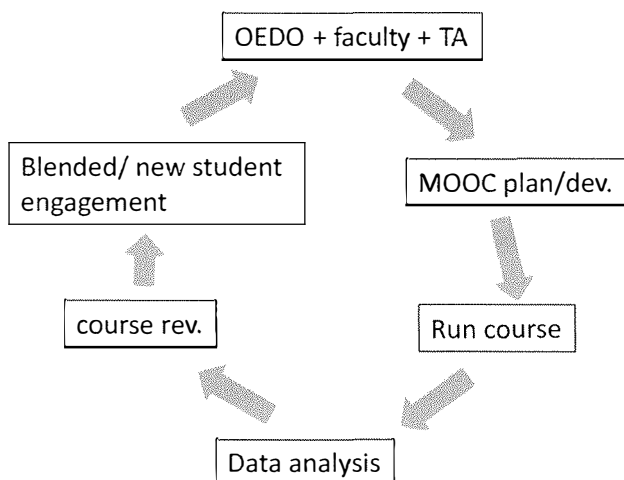 OEDO + faculty + TA
Blended/ new student
engagement
MOOC plan/dev.
course rev.
Run course
Data analysis